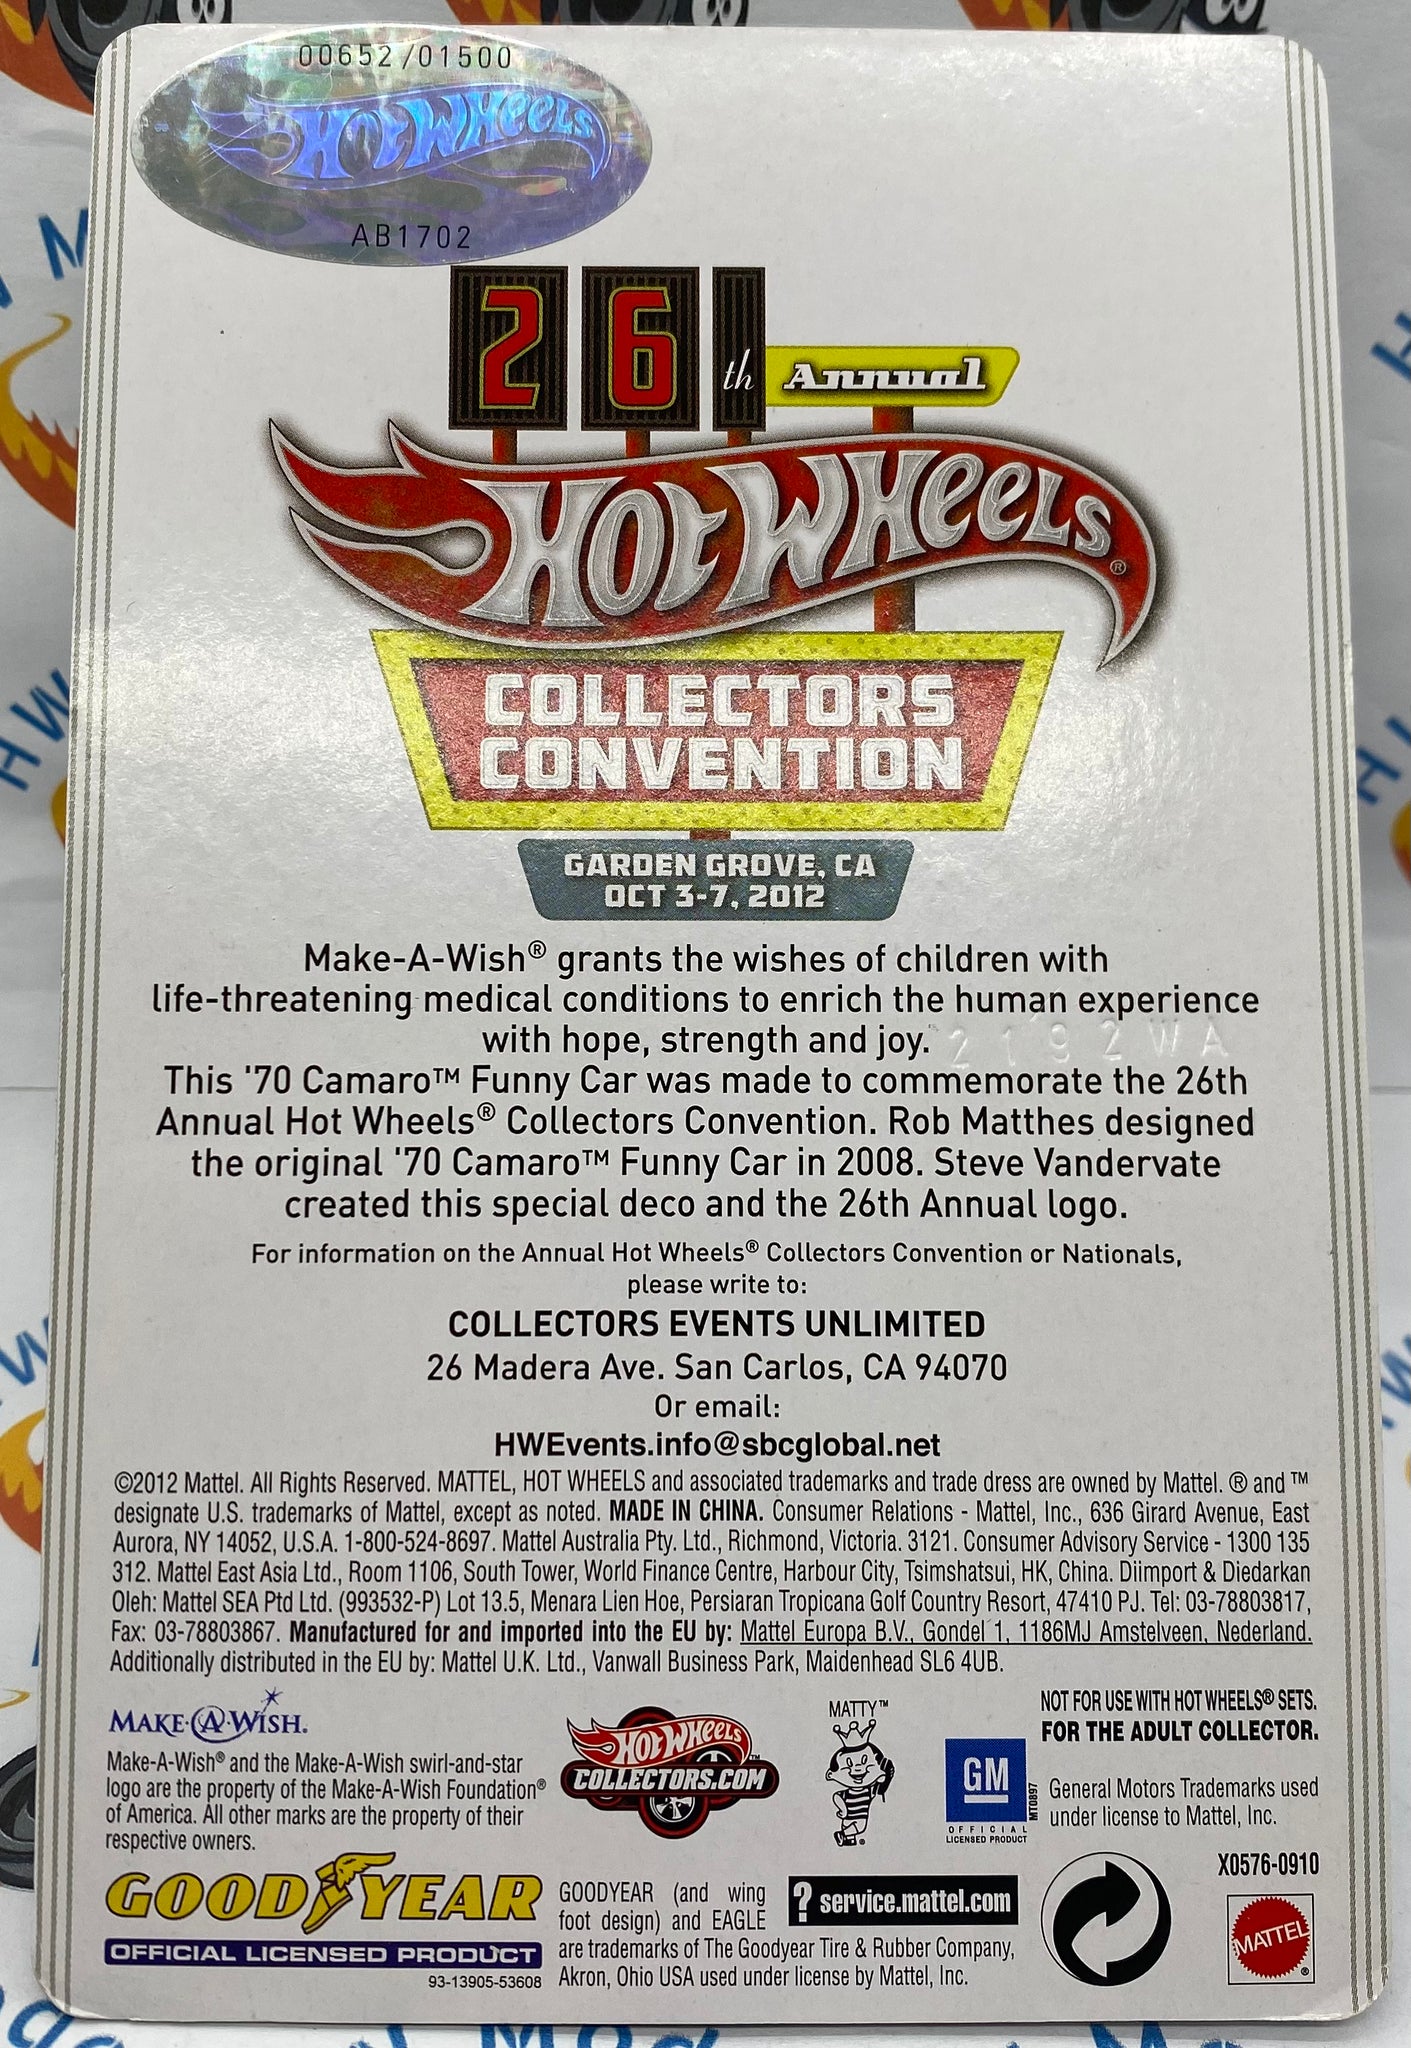 00652/01500
HOT WHEELS
AB1702
26th Annual
HOT WHEELS®
COLLECTORS
CONVENTION
GARDEN GROVE, CA
OCT 3-7, 2012
Make-A-Wish® grants the wishes of children with
life-threatening medical conditions to enrich the human experience
with hope, strength and joy.
2192WA
This '70 Camaro™ Funny Car was made to commemorate the 26th
Annual Hot Wheels® Collectors Convention. Rob Matthes designed
the original '70 Camaro™ Funny Car in 2008. Steve Vandervate
created this special deco and the 26th Annual logo.
For information on the Annual Hot Wheels® Collectors Convention or Nationals,
please write to:
COLLECTORS EVENTS UNLIMITED
26 Madera Ave. San Carlos, CA 94070
Or email:
HWEvents.info@sbcglobal.net
©2012 Mattel. All Rights Reserved. MATTEL, HOT WHEELS and associated trademarks and trade dress are owned by Mattel. ® and ™
designate U.S. trademarks of Mattel, except as noted. MADE IN CHINA. Consumer Relations - Mattel, Inc., 636 Girard Avenue, East
Aurora, NY 14052, U.S.A. 1-800-524-8697. Mattel Australia Pty. Ltd., Richmond, Victoria. 3121. Consumer Advisory Service - 1300 135
312. Mattel East Asia Ltd., Room 1106, South Tower, World Finance Centre, Harbour City, Tsimshatsui, HK, China. Diimport & Diedarkan
Oleh: Mattel SEA Ptd Ltd. (993532-P) Lot 13.5, Menara Lien Hoe, Persiaran Tropicana Golf Country Resort, 47410 PJ. Tel: 03-78803817,
Fax: 03-78803867. Manufactured for and imported into the EU by: Mattel Europa B.V., Gondel 1, 1186MJ Amstelveen, Nederland.
Additionally distributed in the EU by: Mattel U.K. Ltd., Vanwall Business Park, Maidenhead SL6 4UB.
MAKE·A·WISH.
Make-A-Wish® and the Make-A-Wish swirl-and-star
logo are the property of the Make-A-Wish Foundation®
of America. All other marks are the property of their
respective owners.
HOT WHEELS™
COLLECTORS.COM
MATTY™
NOT FOR USE WITH HOT WHEELS® SETS.
FOR THE ADULT COLLECTOR.
GM
OFFICIAL
LICENSED PRODUCT
MT0897
General Motors Trademarks used
under license to Mattel, Inc.
X0576-0910
GOODYEAR
OFFICIAL LICENSED PRODUCT
93-13905-53608
GOODYEAR (and wing
foot design) and EAGLE
are trademarks of The Goodyear Tire & Rubber Company,
Akron, Ohio USA used under license by Mattel, Inc.
? service.mattel.com
MATTEL®